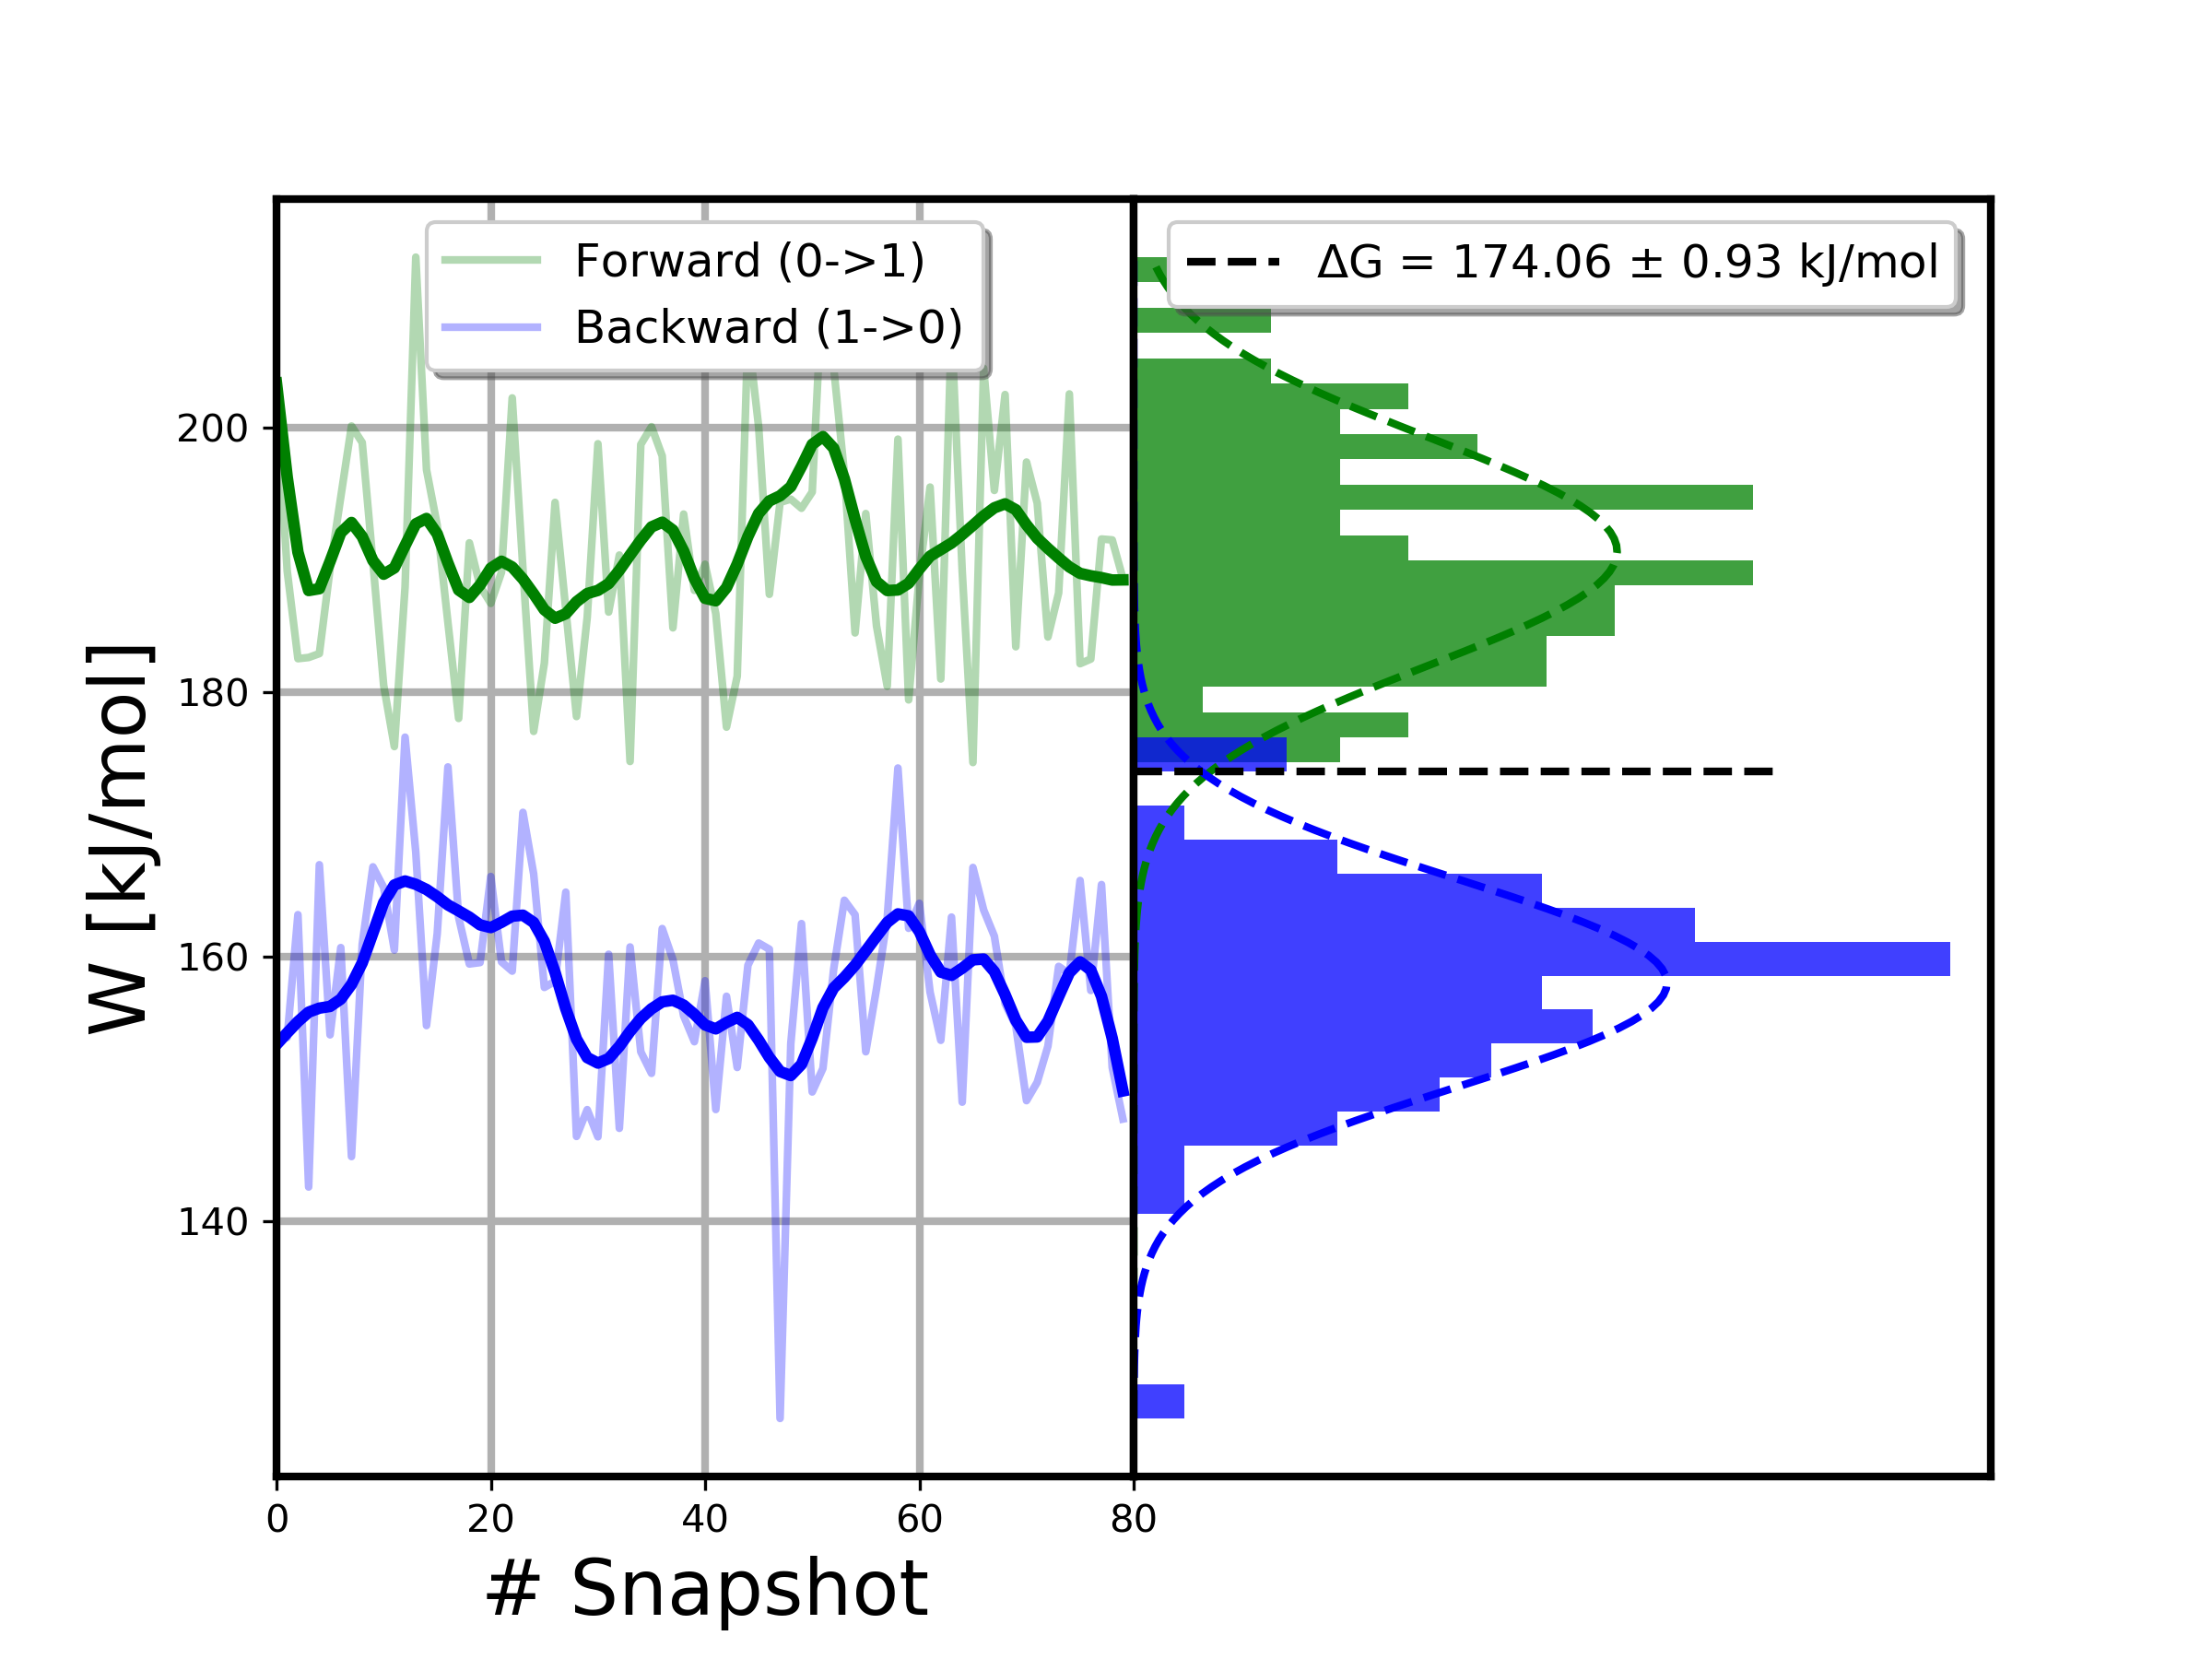 Forward (0->1)
Backward (1->0)
ΔG = 174.06 ± 0.93 kJ/mol
200
180
160
140
W [kJ/mol]
0 20 40 60 80
# Snapshot